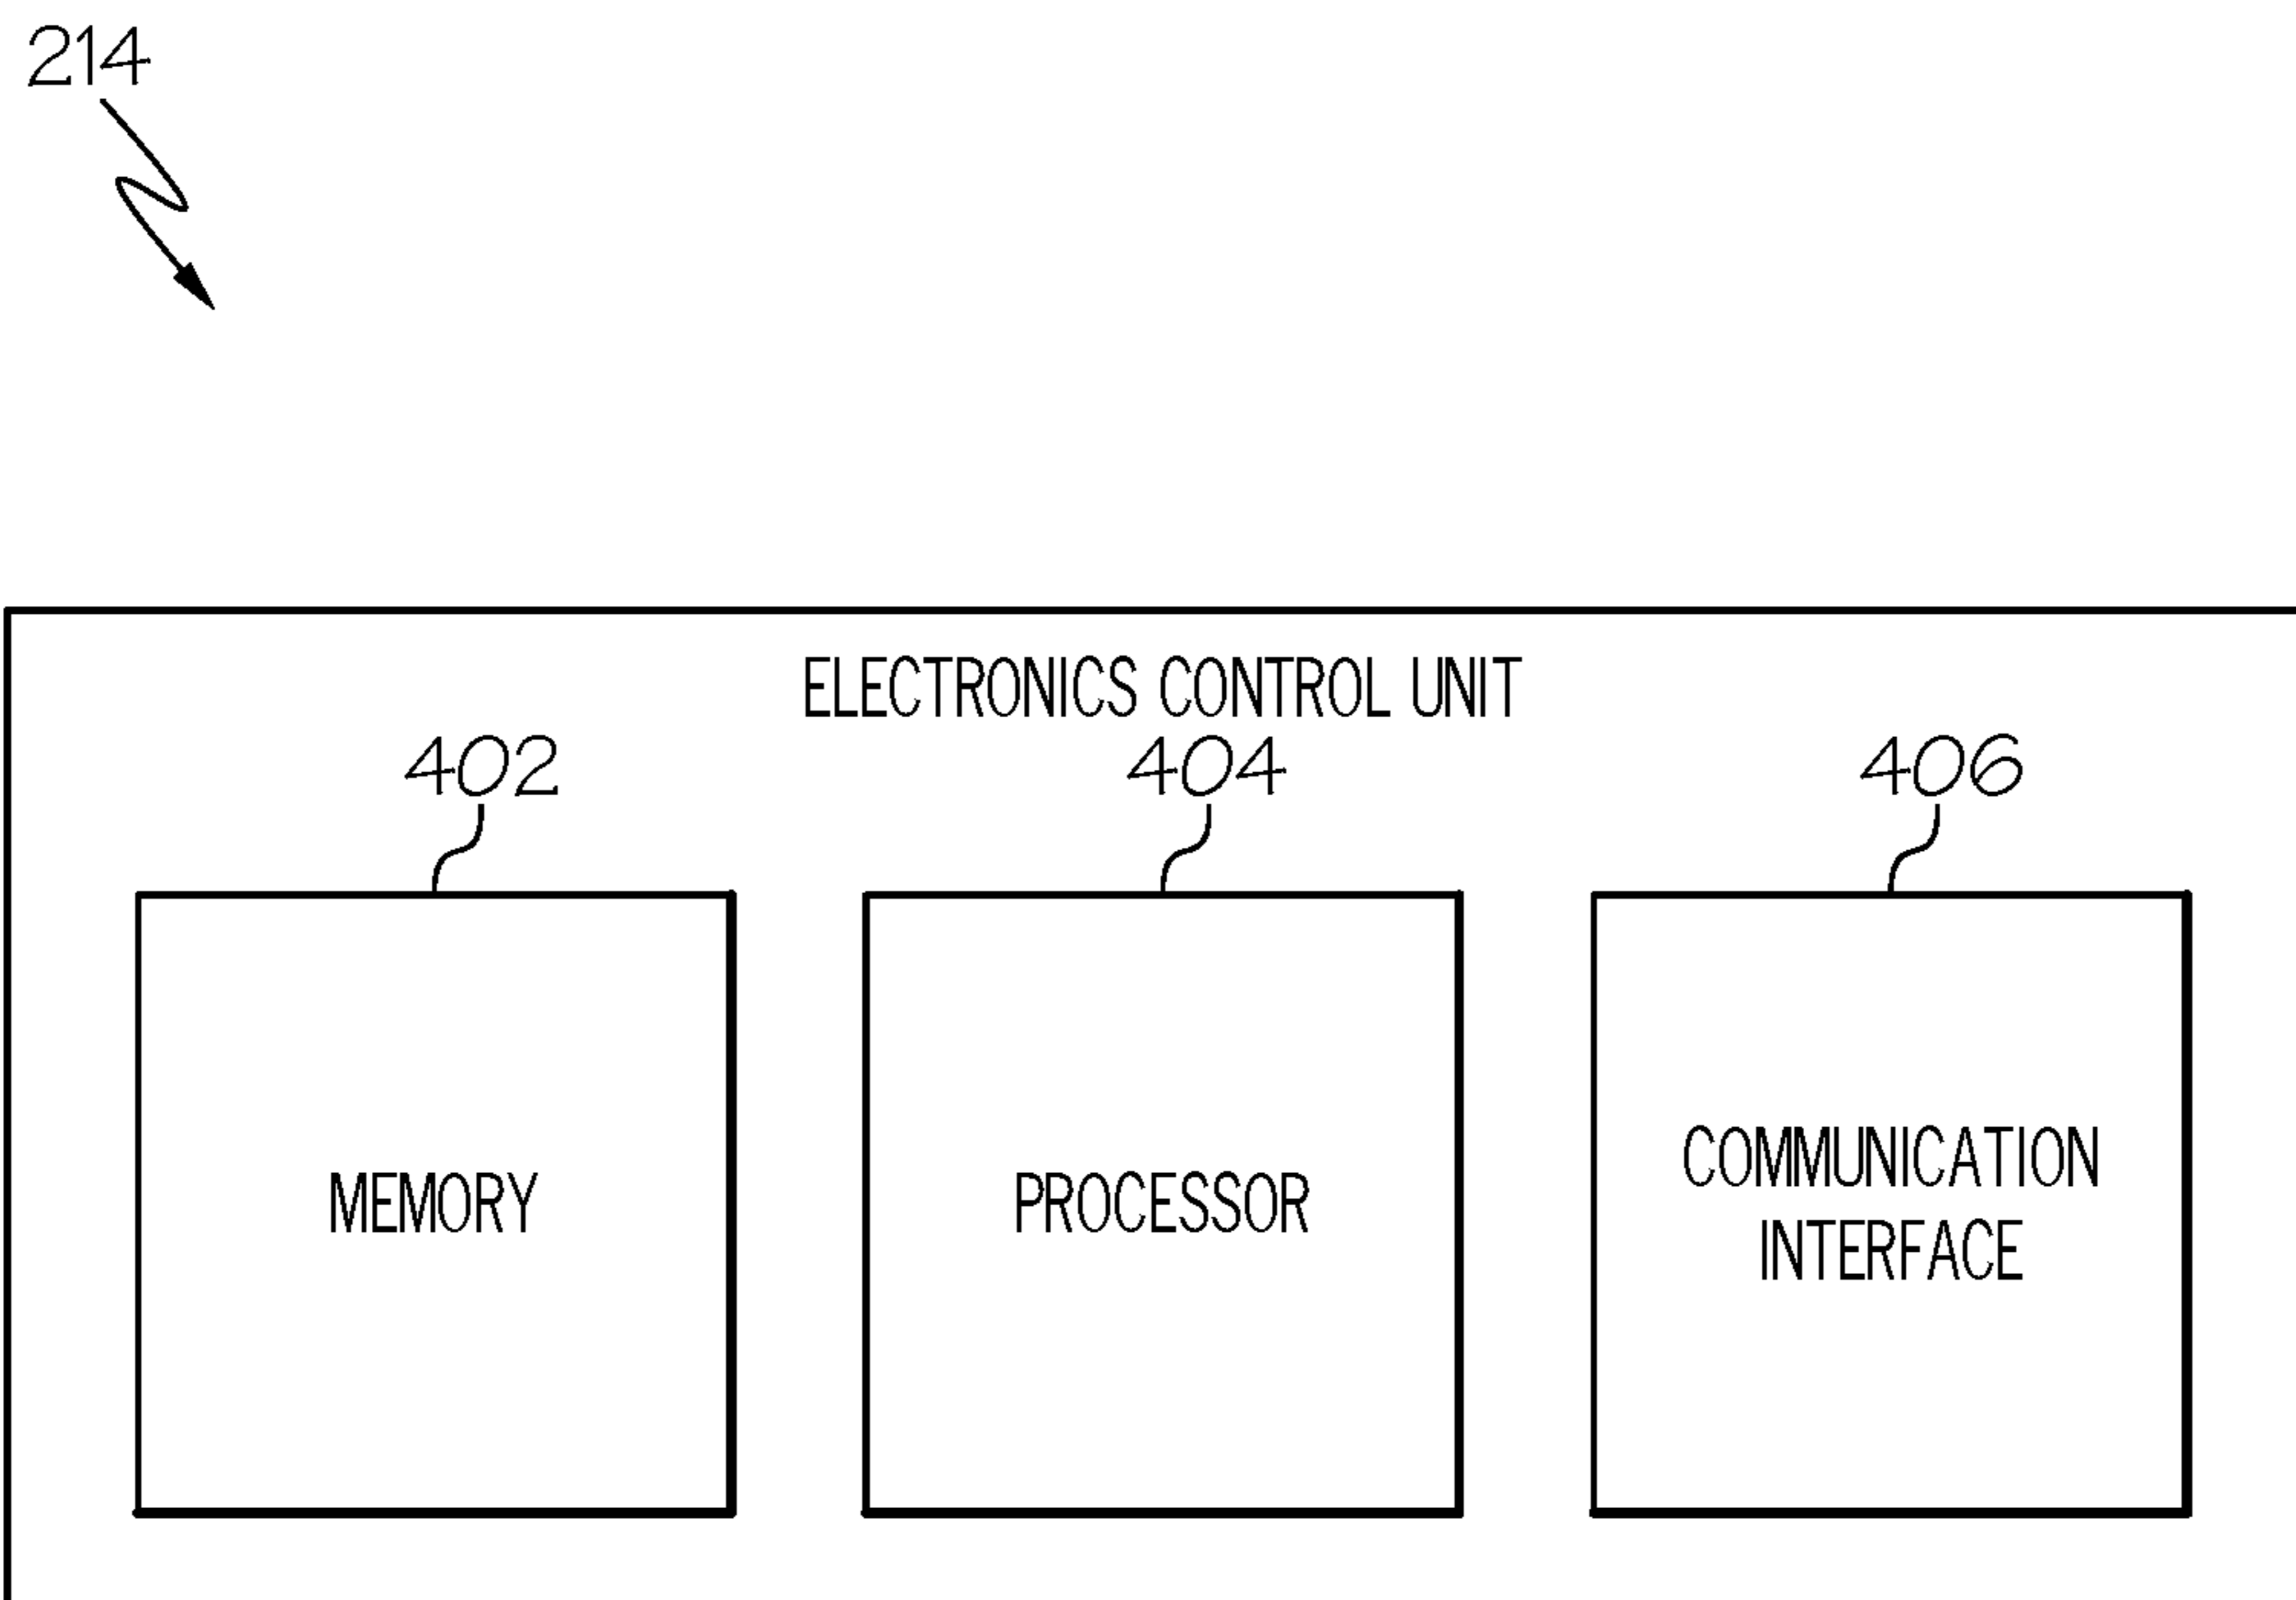 214
ELECTRONICS CONTROL UNIT
402
404
406
MEMORY
PROCESSOR
COMMUNICATION
INTERFACE